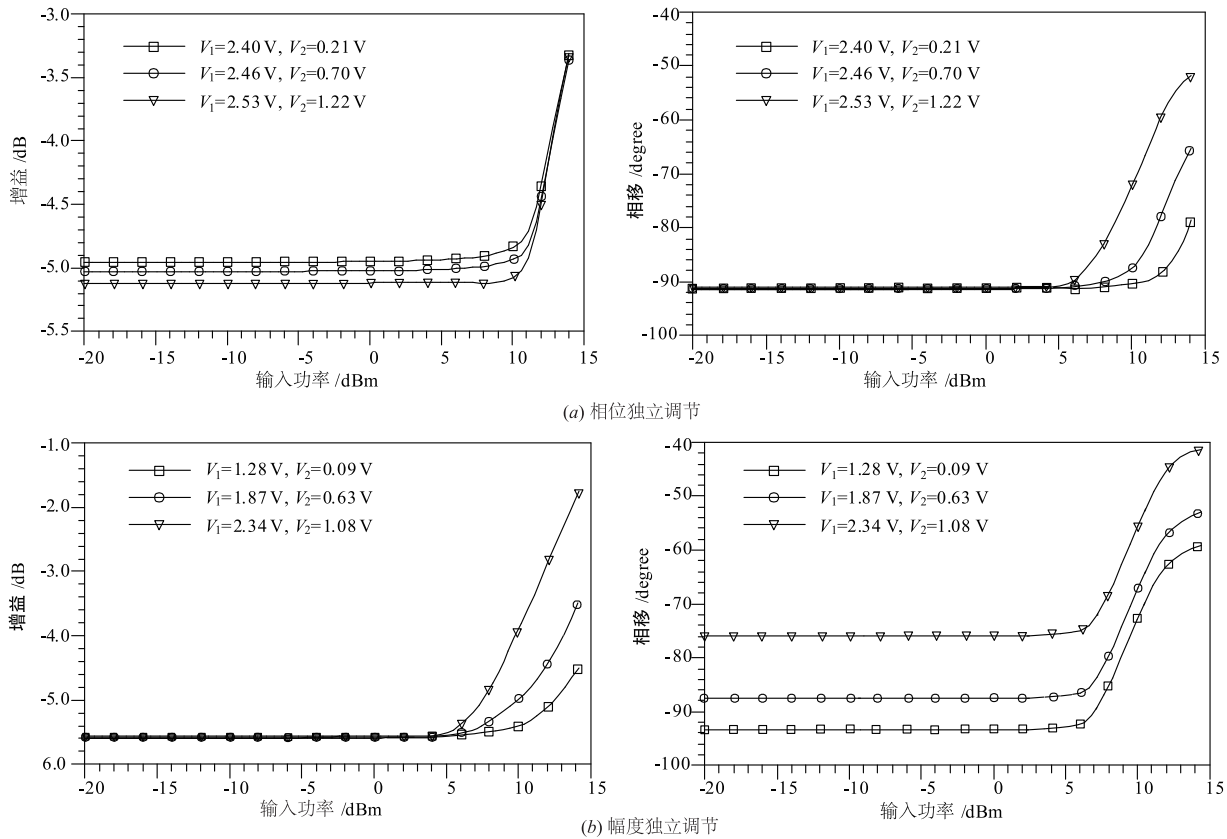 -3.0
-3.5
-4.0
-4.5
-5.0
-5.5
增益 /dB
V1=2.40 V, V2=0.21 V
V1=2.46 V, V2=0.70 V
V1=2.53 V, V2=1.22 V
-20 -15 -10 -5 0 5 10 15
输入功率 /dBm
-40
-50
-60
-70
-80
-90
-100
相移 /degree
V1=2.40 V, V2=0.21 V
V1=2.46 V, V2=0.70 V
V1=2.53 V, V2=1.22 V
-20 -15 -10 -5 0 5 10 15
输入功率 /dBm
(a) 相位独立调节
-1.0
-2.0
-3.0
-4.0
-5.0
6.0
增益 /dB
V1=1.28 V, V2=0.09 V
V1=1.87 V, V2=0.63 V
V1=2.34 V, V2=1.08 V
-20 -15 -10 -5 0 5 10 15
输入功率 /dBm
-40
-50
-60
-70
-80
-90
-100
相移 /degree
V1=1.28 V, V2=0.09 V
V1=1.87 V, V2=0.63 V
V1=2.34 V, V2=1.08 V
-20 -15 -10 -5 0 5 10 15
输入功率 /dBm
(b) 幅度独立调节